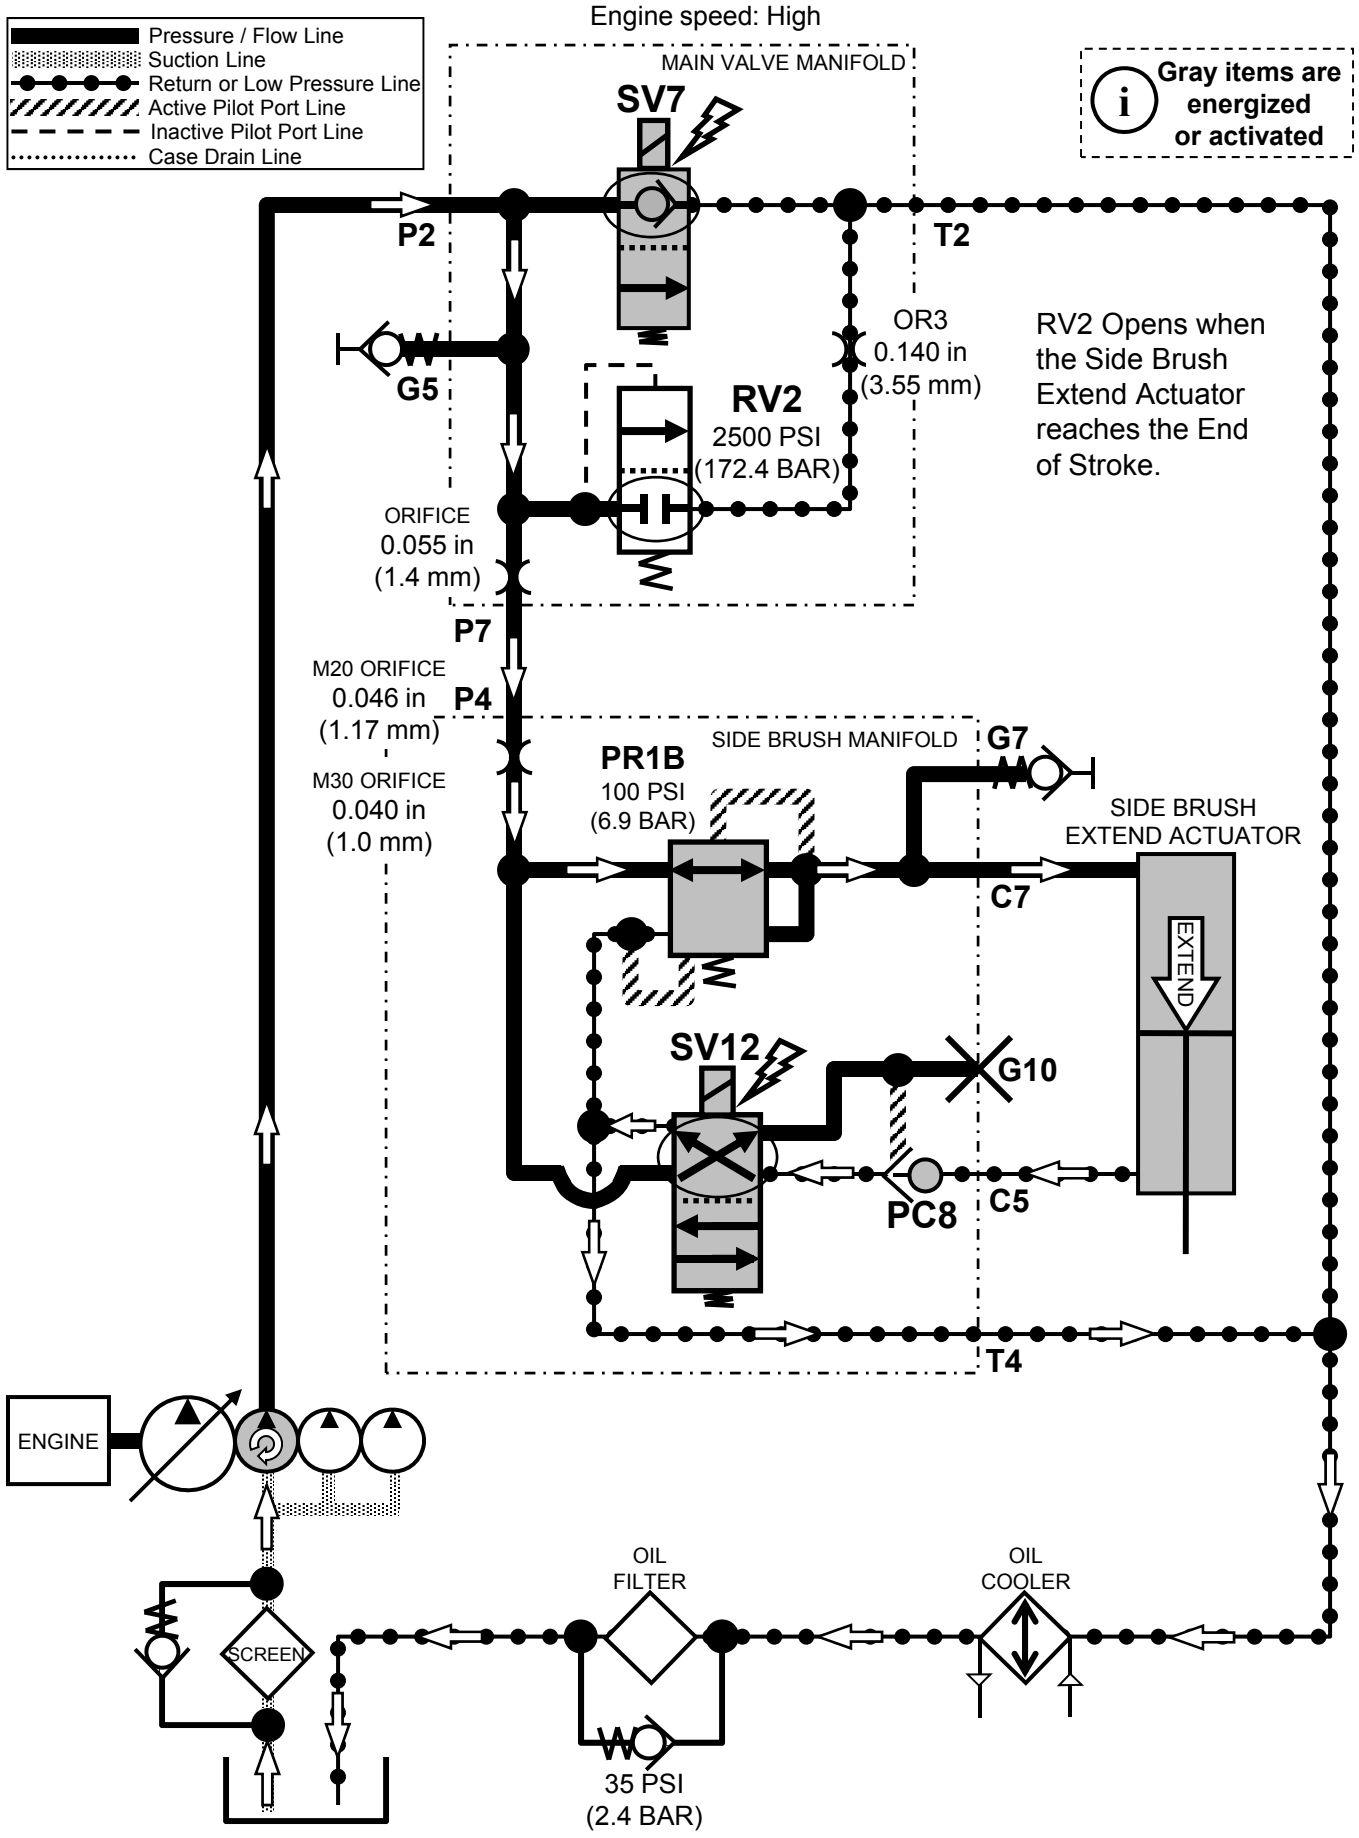 Engine speed: High
Pressure / Flow Line
Suction Line
Return or Low Pressure Line
Active Pilot Port Line
Inactive Pilot Port Line
Case Drain Line
MAIN VALVE MANIFOLD
SV7
i
Gray items are
energized
or activated
P2
T2
G5
OR3
0.140 in
(3.55 mm)
RV2 Opens when
the Side Brush
Extend Actuator
reaches the End
of Stroke.
RV2
2500 PSI
(172.4 BAR)
ORIFICE
0.055 in
(1.4 mm)
P7
M20 ORIFICE
0.046 in
(1.17 mm)
P4
M30 ORIFICE
0.040 in
(1.0 mm)
SIDE BRUSH MANIFOLD
G7
PR1B
100 PSI
(6.9 BAR)
SIDE BRUSH
EXTEND ACTUATOR
C7
EXTEND
SV12
G10
PC8
C5
T4
ENGINE
SCREEN
OIL
FILTER
OIL
COOLER
35 PSI
(2.4 BAR)